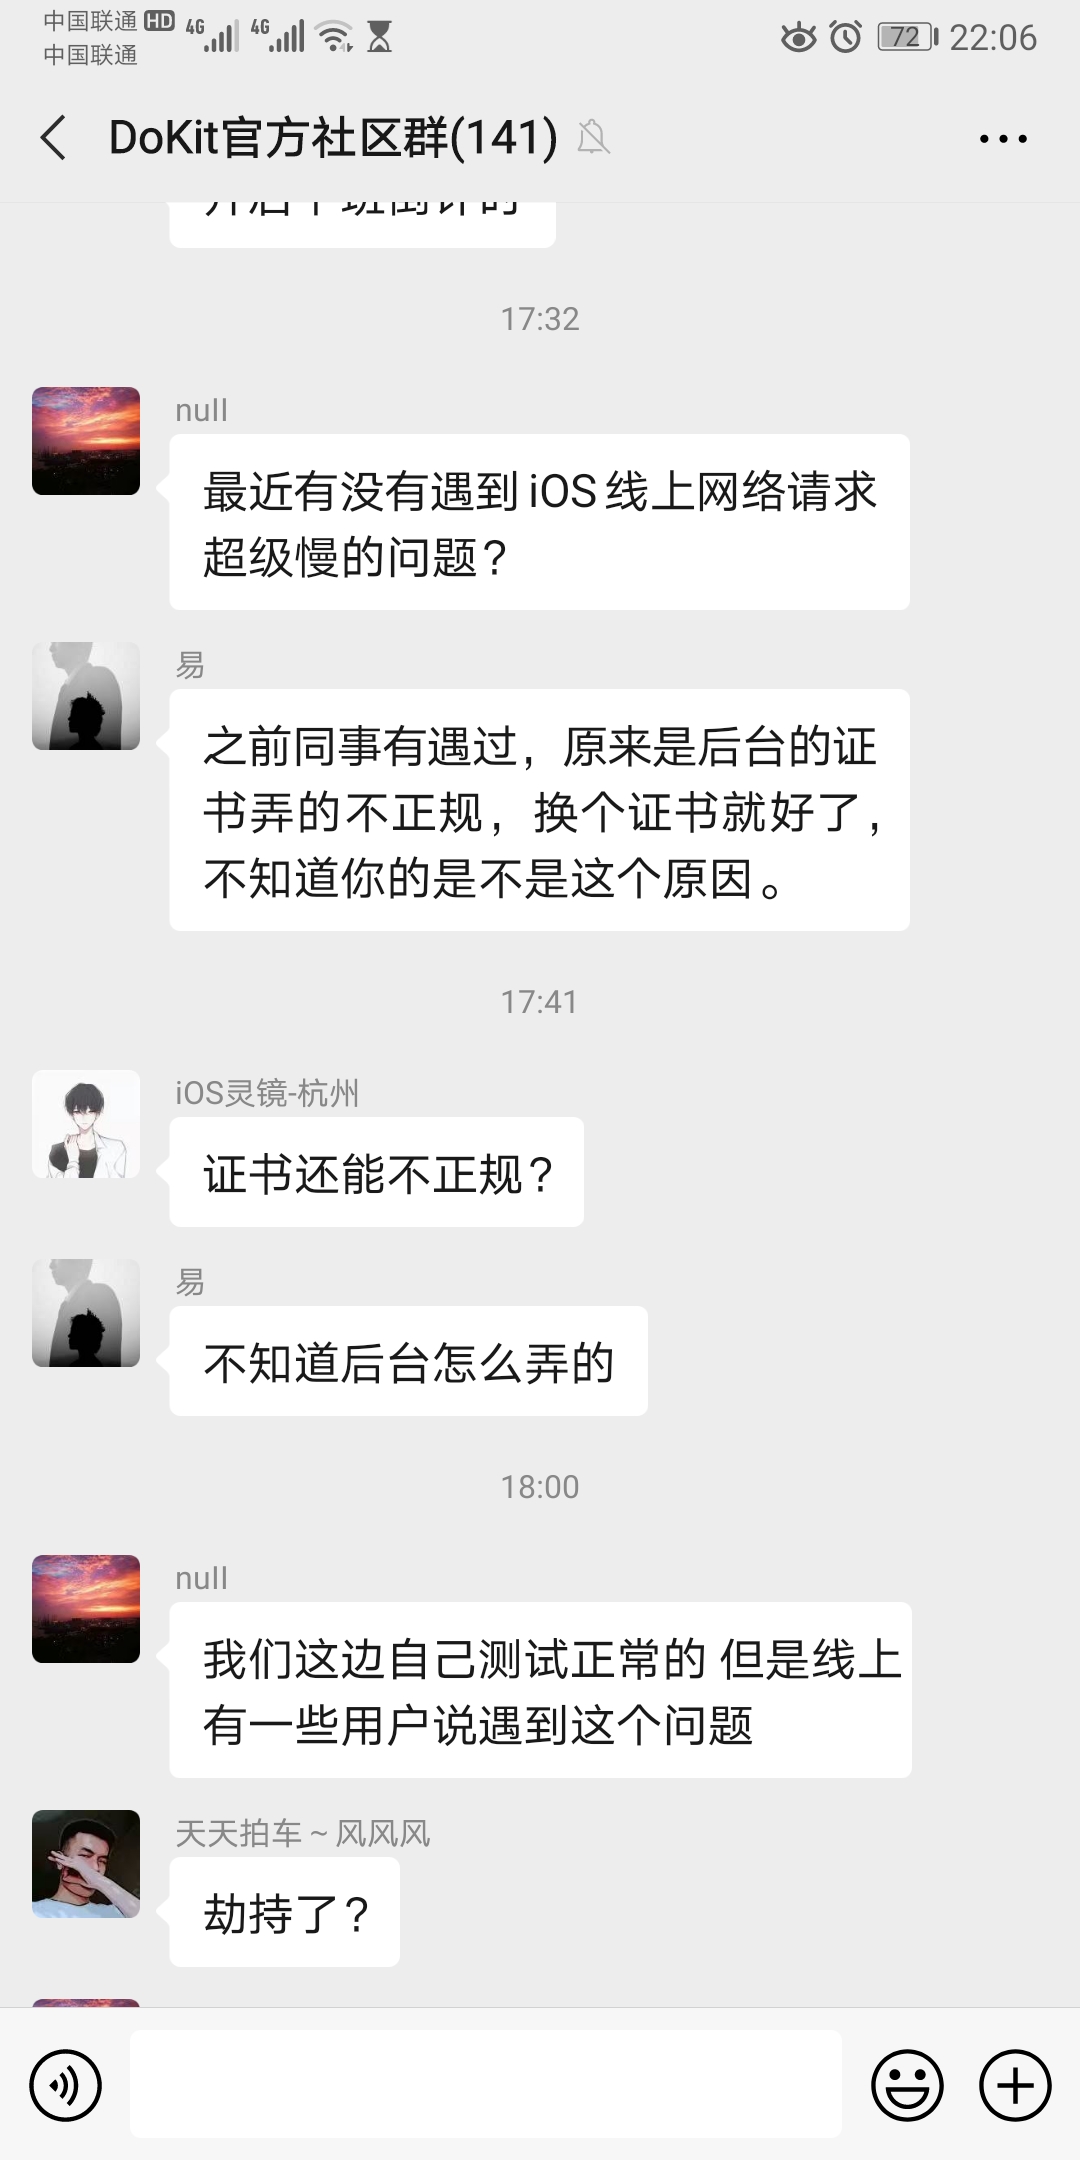 中国联通 HD 4G 4G 72 22:06
中国联通
DoKit官方社区群(141)
17:32
null
最近有没有遇到 iOS 线上网络请求
超级慢的问题？
易
之前同事有遇过，原来是后台的证
书弄的不正规，换个证书就好了，
不知道你的是不是这个原因。
17:41
iOS灵镜-杭州
证书还能不正规？
易
不知道后台怎么弄的
18:00
null
我们这边自己测试正常的 但是线上
有一些用户说遇到这个问题
天天拍车 ~ 风风风
劫持了？